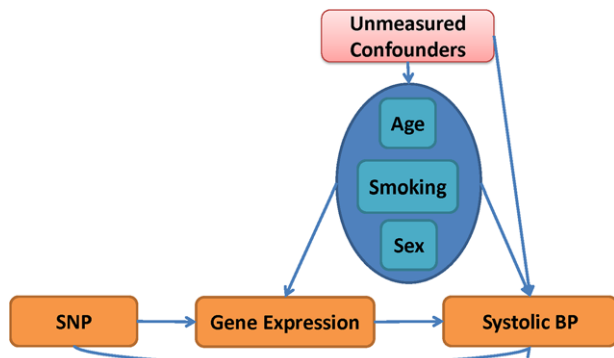 Unmeasured
Confounders
Age
Smoking
Sex
SNP
Gene Expression
Systolic BP